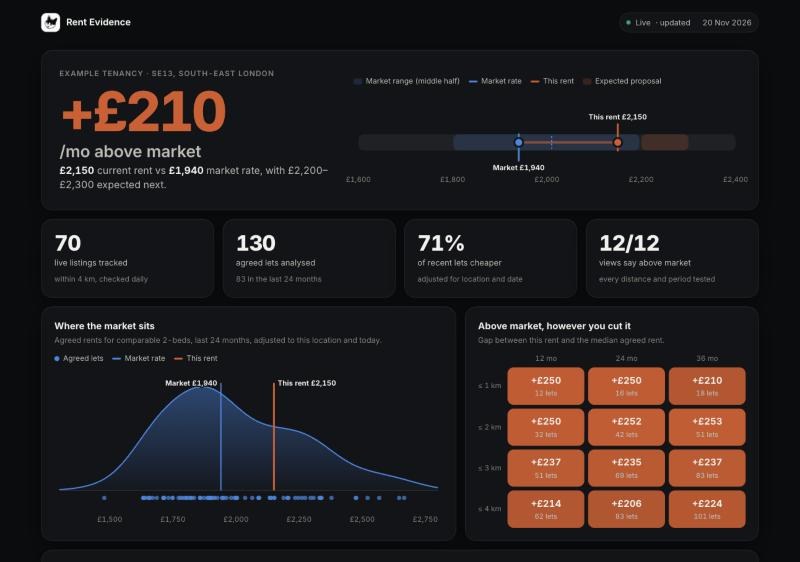 Rent Evidence
Live · updated 20 Nov 2026
EXAMPLE TENANCY · SE13, SOUTH-EAST LONDON
+£210
/mo above market
£2,150 current rent vs £1,940 market rate, with £2,200–
£2,300 expected next.
Market range (middle half) Market rate This rent Expected proposal
This rent £2,150
Market £1,940
£1,600 £1,800 £2,000 £2,200 £2,400
70
live listings tracked
within 4 km, checked daily
130
agreed lets analysed
83 in the last 24 months
71%
of recent lets cheaper
adjusted for location and date
12/12
views say above market
every distance and period tested
Where the market sits
Agreed rents for comparable 2-beds, last 24 months, adjusted to this location and today.
Agreed lets Market rate This rent
Market £1,940 This rent £2,150
£1,500 £1,750 £2,000 £2,250 £2,500 £2,750
Above market, however you cut it
Gap between this rent and the median agreed rent.
12 mo 24 mo 36 mo
≤ 1 km +£250 +£250 +£210
12 lets 16 lets 18 lets
≤ 2 km +£250 +£252 +£253
32 lets 42 lets 51 lets
≤ 3 km +£237 +£235 +£237
51 lets 69 lets 83 lets
≤ 4 km +£214 +£206 +£224
62 lets 83 lets 101 lets